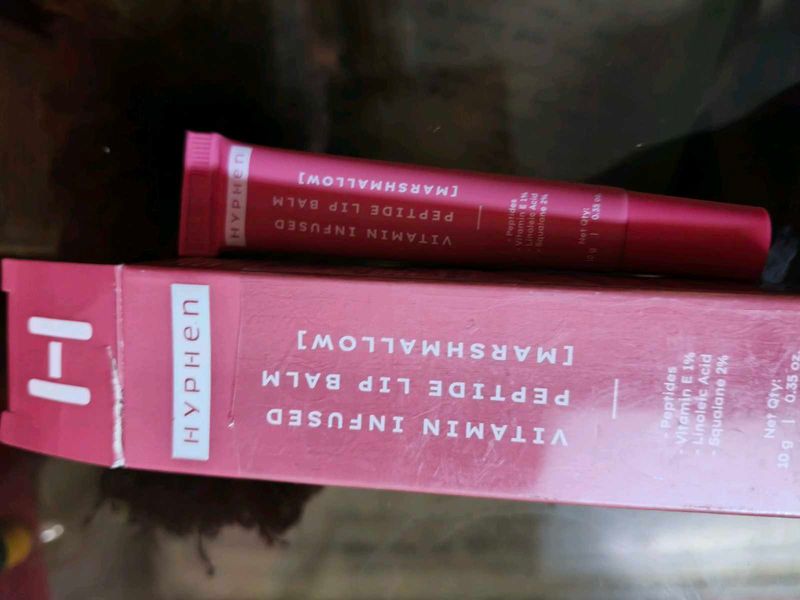 HYPHEN
VITAMIN INFUSED
PEPTIDE LIP BALM
[MARSHMALLOW]
- Peptides
- Vitamin E 1%
- Linoleic Acid
- Squalane 2%
Net Qty:
10 g | 0.35 oz
H
HYPHEN
VITAMIN INFUSED
PEPTIDE LIP BALM
[MARSHMALLOW]
- Peptides
- Vitamin E 1%
- Linoleic Acid
- Squalane 2%
Net Qty:
10 g | 0.35 oz